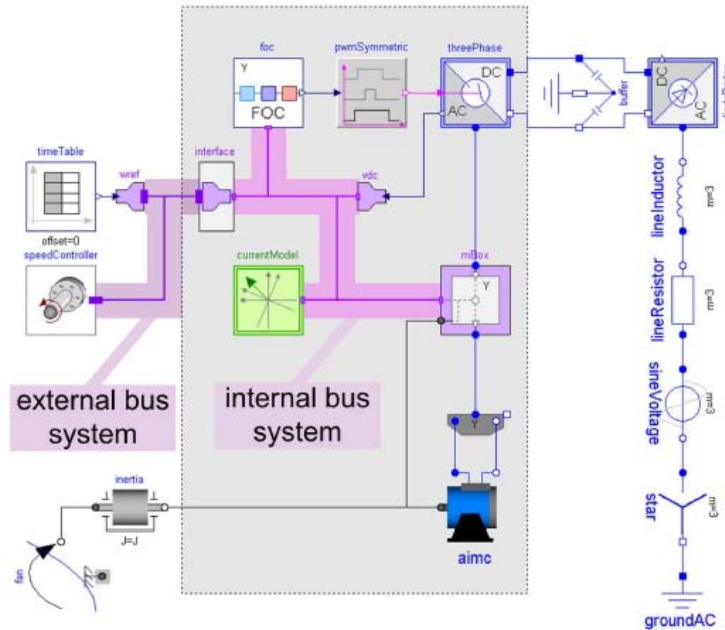 foc
pwmSymmetric
threePhase
Y
FOC
DC
AC
buffer
DC
AC
timeTable
wref
interface
vdc
offset=0
speedController
currentModel
mBox
Y
lineInductor
m=3
lineResistor
m=3
sineVoltage
m=3
star
m=3
groundAC
external bus
system
internal bus
system
Y
inertia
J=J
aimc
fan